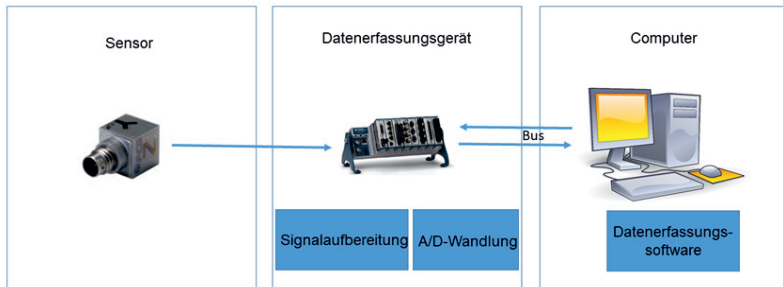 Sensor
Datenerfassungsgerät
Computer
Bus
Signalaufbereitung
A/D-Wandlung
Datenerfassungs-
software